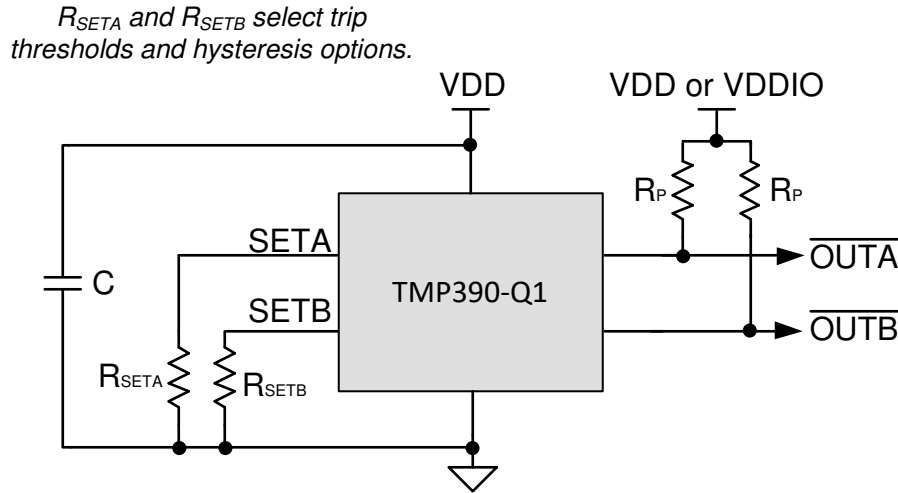 RSETA and RSETB select trip
thresholds and hysteresis options.
VDD
VDD or VDDIO
RP
RP
SETA
OUTA
C
TMP390-Q1
SETB
OUTB
RSETA
RSETB